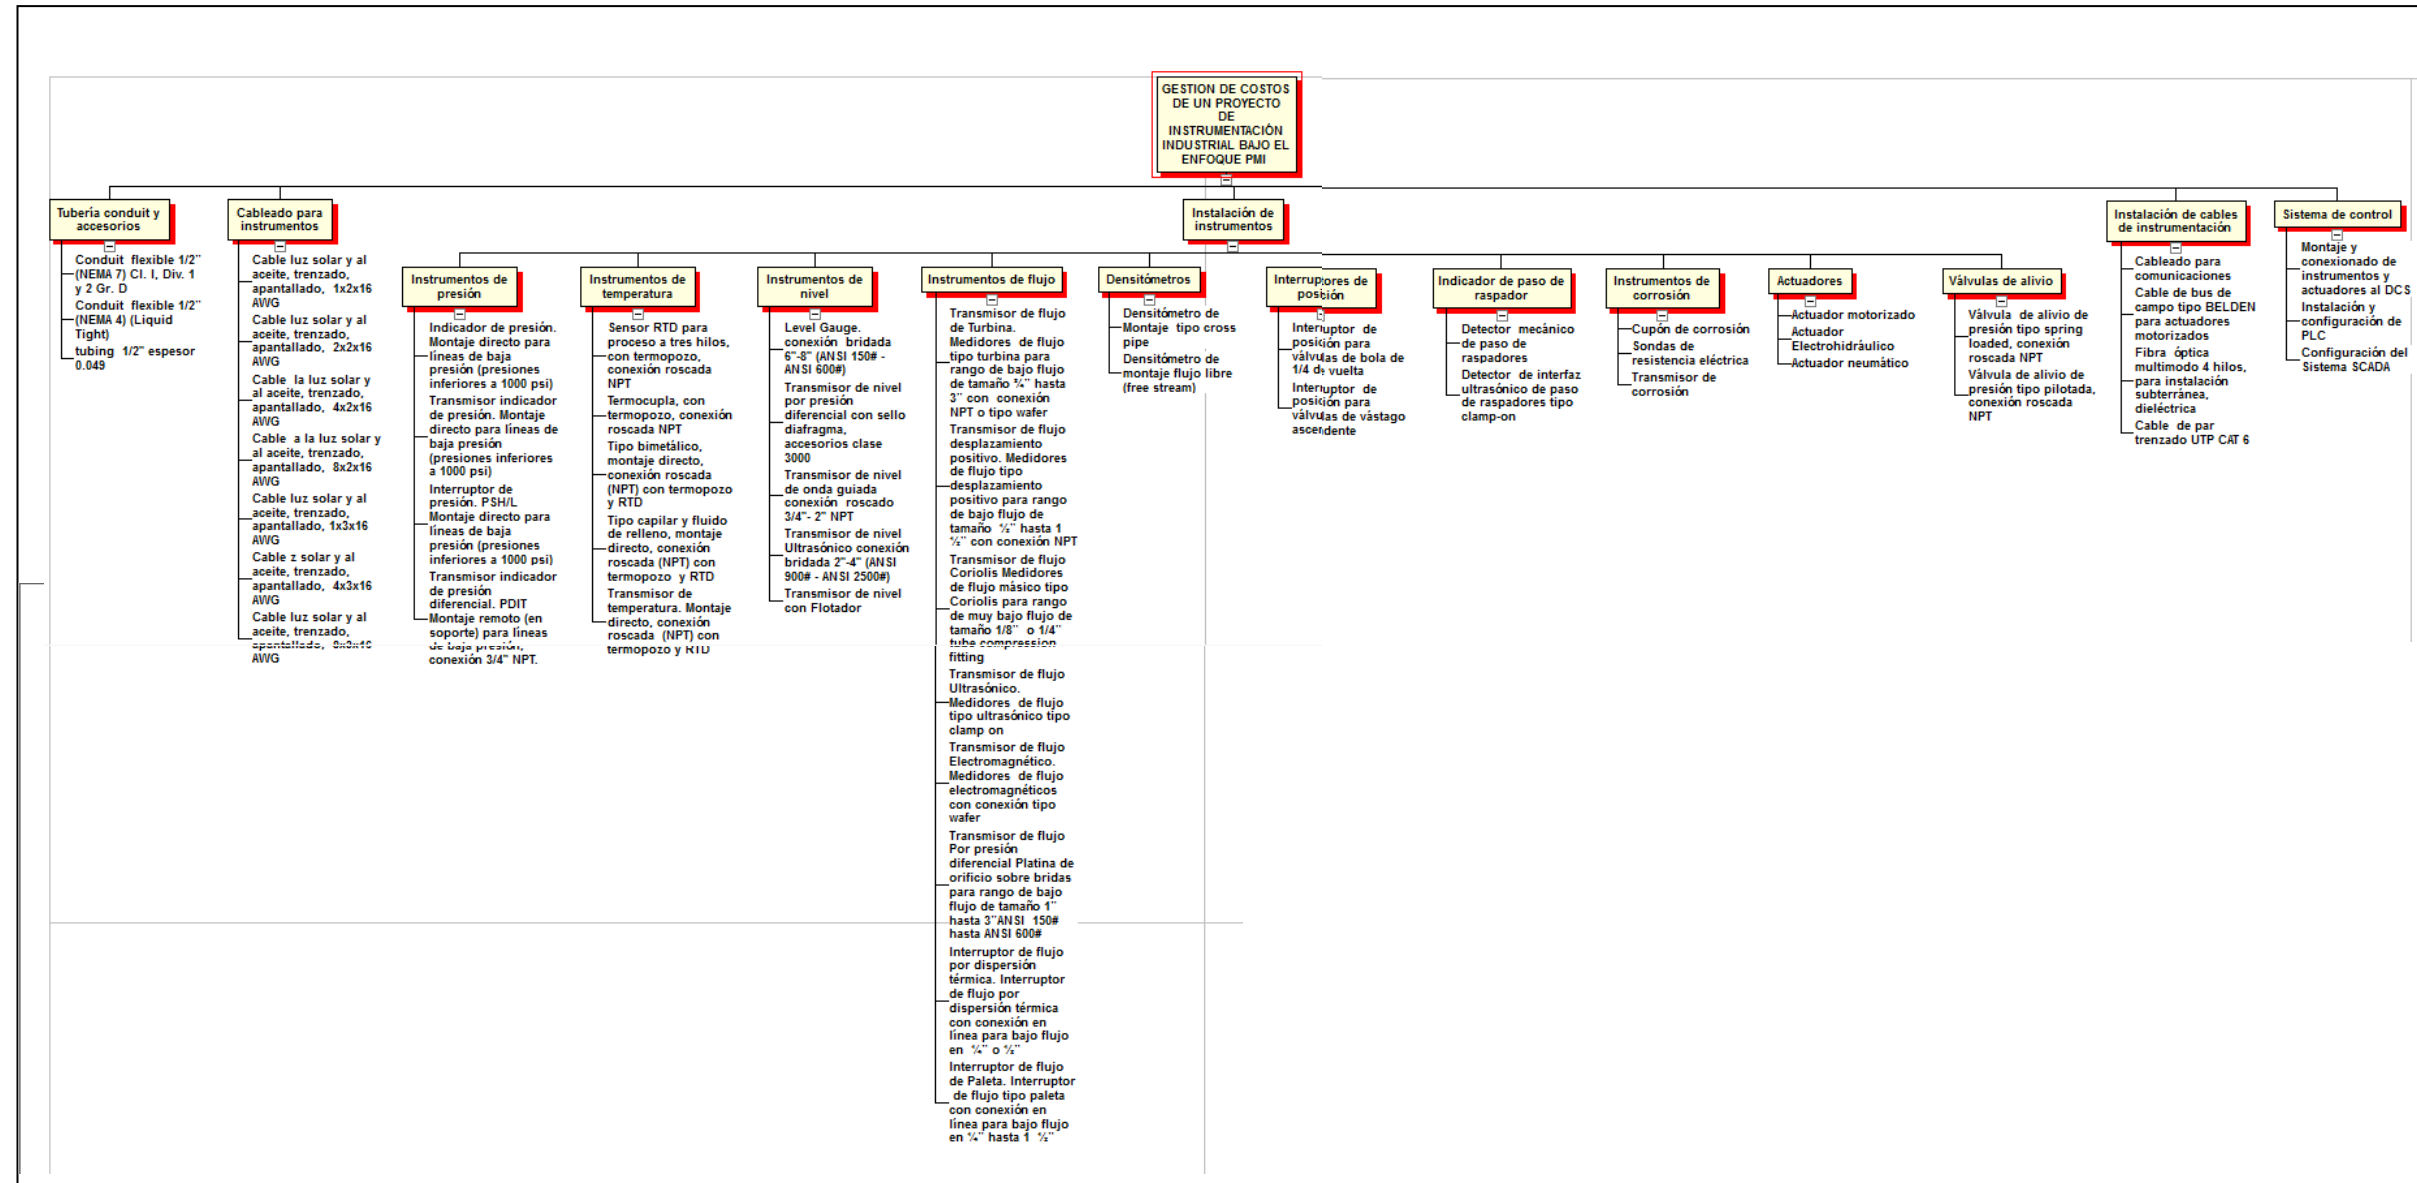 GESTION DE COSTOS
DE UN PROYECTO
DE
INSTRUMENTACIÓN
INDUSTRIAL BAJO EL
ENFOQUE PMI
Tubería conduit y
accesorios
Conduit flexible 1/2"
(NEMA 7) Cl. I, Div. 1
y 2 Gr. D
Conduit flexible 1/2"
(NEMA 4) (Liquid
Tight)
tubing 1/2" espesor
0.049
Cableado para
instrumentos
Cable luz solar y al
aceite, trenzado,
apantallado, 1x2x16
AWG
Cable luz solar y al
aceite, trenzado,
apantallado, 2x2x16
AWG
Cable la luz solar y
al aceite, trenzado,
apantallado, 4x2x16
AWG
Cable a la luz solar y
al aceite, trenzado,
apantallado, 8x2x16
AWG
Cable luz solar y al
aceite, trenzado,
apantallado, 1x3x16
AWG
Cable z solar y al
aceite, trenzado,
apantallado, 4x3x16
AWG
Cable luz solar y al
aceite, trenzado,
apantallado, 8x3x16
AWG
Instalación de
instrumentos
Instrumentos de
presión
Indicador de presión.
Montaje directo para
líneas de baja
presión (presiones
inferiores a 1000 psi)
Transmisor indicador
de presión. Montaje
directo para líneas de
baja presión
(presiones inferiores
a 1000 psi)
Interruptor de
presión. PSH/L
Montaje directo para
líneas de baja
presión (presiones
inferiores a 1000 psi)
Transmisor indicador
de presión
diferencial. PDIT
Montaje remoto (en
soporte) para líneas
de baja presión,
conexión 3/4" NPT.
Instrumentos de
temperatura
Sensor RTD para
proceso a tres hilos,
con termopozo,
conexión roscada
NPT
Termocupla, con
termopozo, conexión
roscada NPT
Tipo bimetálico,
montaje directo,
conexión roscada
(NPT) con termopozo
y RTD
Tipo capilar y fluido
de relleno, montaje
directo, conexión
roscada (NPT) con
termopozo y RTD
Transmisor de
temperatura. Montaje
directo, conexión
roscada (NPT) con
termopozo y RTD
Instrumentos de
nivel
Level Gauge.
conexión bridada
6"-8" (ANSI 150# -
ANSI 600#)
Transmisor de nivel
por presión
diferencial con sello
diafragma,
accesorios clase
3000
Transmisor de nivel
de onda guiada
conexión roscado
3/4"- 2" NPT
Transmisor de nivel
Ultrasónico conexión
bridada 2"-4" (ANSI
900# - ANSI 2500#)
Transmisor de nivel
con Flotador
Instrumentos de flujo
Transmisor de flujo
de Turbina.
Medidores de flujo
tipo turbina para
rango de bajo flujo
de tamaño ¾" hasta
3" con conexión
NPT o tipo wafer
Transmisor de flujo
desplazamiento
positivo. Medidores
de flujo tipo
desplazamiento
positivo para rango
de bajo flujo de
tamaño ½" hasta 1
½" con conexión NPT
Transmisor de flujo
Coriolis Medidores
de flujo másico tipo
Coriolis para rango
de muy bajo flujo de
tamaño 1/8" o 1/4"
tube compression
fitting
Transmisor de flujo
Ultrasónico.
Medidores de flujo
tipo ultrasónico tipo
clamp on
Transmisor de flujo
Electromagnético.
Medidores de flujo
electromagnéticos
con conexión tipo
wafer
Transmisor de flujo
Por presión
diferencial Platina de
orificio sobre bridas
para rango de bajo
flujo de tamaño 1"
hasta 3"ANSI 150#
hasta ANSI 600#
Interruptor de flujo
por dispersión
térmica. Interruptor
de flujo por
dispersión térmica
con conexión en
línea para bajo flujo
en ¼" o ½"
Interruptor de flujo
de Paleta. Interruptor
de flujo tipo paleta
con conexión en
línea para bajo flujo
en ¼" hasta 1 ½"
Densitómetros
Densitómetro de
Montaje tipo cross
pipe
Densitómetro de
montaje flujo libre
(free stream)
Interruptores de
posición
Interruptor de
posición para
válvulas de bola de
1/4 de vuelta
Interruptor de
posición para
válvulas de vástago
ascendente
Indicador de paso de
raspador
Detector mecánico
de paso de
raspadores
Detector de interfaz
ultrasónico de paso
de raspadores tipo
clamp-on
Instrumentos de
corrosión
Cupón de corrosión
Sondas de
resistencia eléctrica
Transmisor de
corrosión
Actuadores
Actuador motorizado
Actuador
Electrohidráulico
Actuador neumático
Válvulas de alivio
Válvula de alivio de
presión tipo spring
loaded, conexión
roscada NPT
Válvula de alivio de
presión tipo pilotada,
conexión roscada
NPT
Instalación de cables
de instrumentación
Cableado para
comunicaciones
Cable de bus de
campo tipo BELDEN
para actuadores
motorizados
Fibra óptica
multimodo 4 hilos,
para instalación
subterránea,
dieléctrica
Cable de par
trenzado UTP CAT 6
Sistema de control
Montaje y
conexionado de
instrumentos y
actuadores al DCS
Instalación y
configuración de
PLC
Configuración del
Sistema SCADA